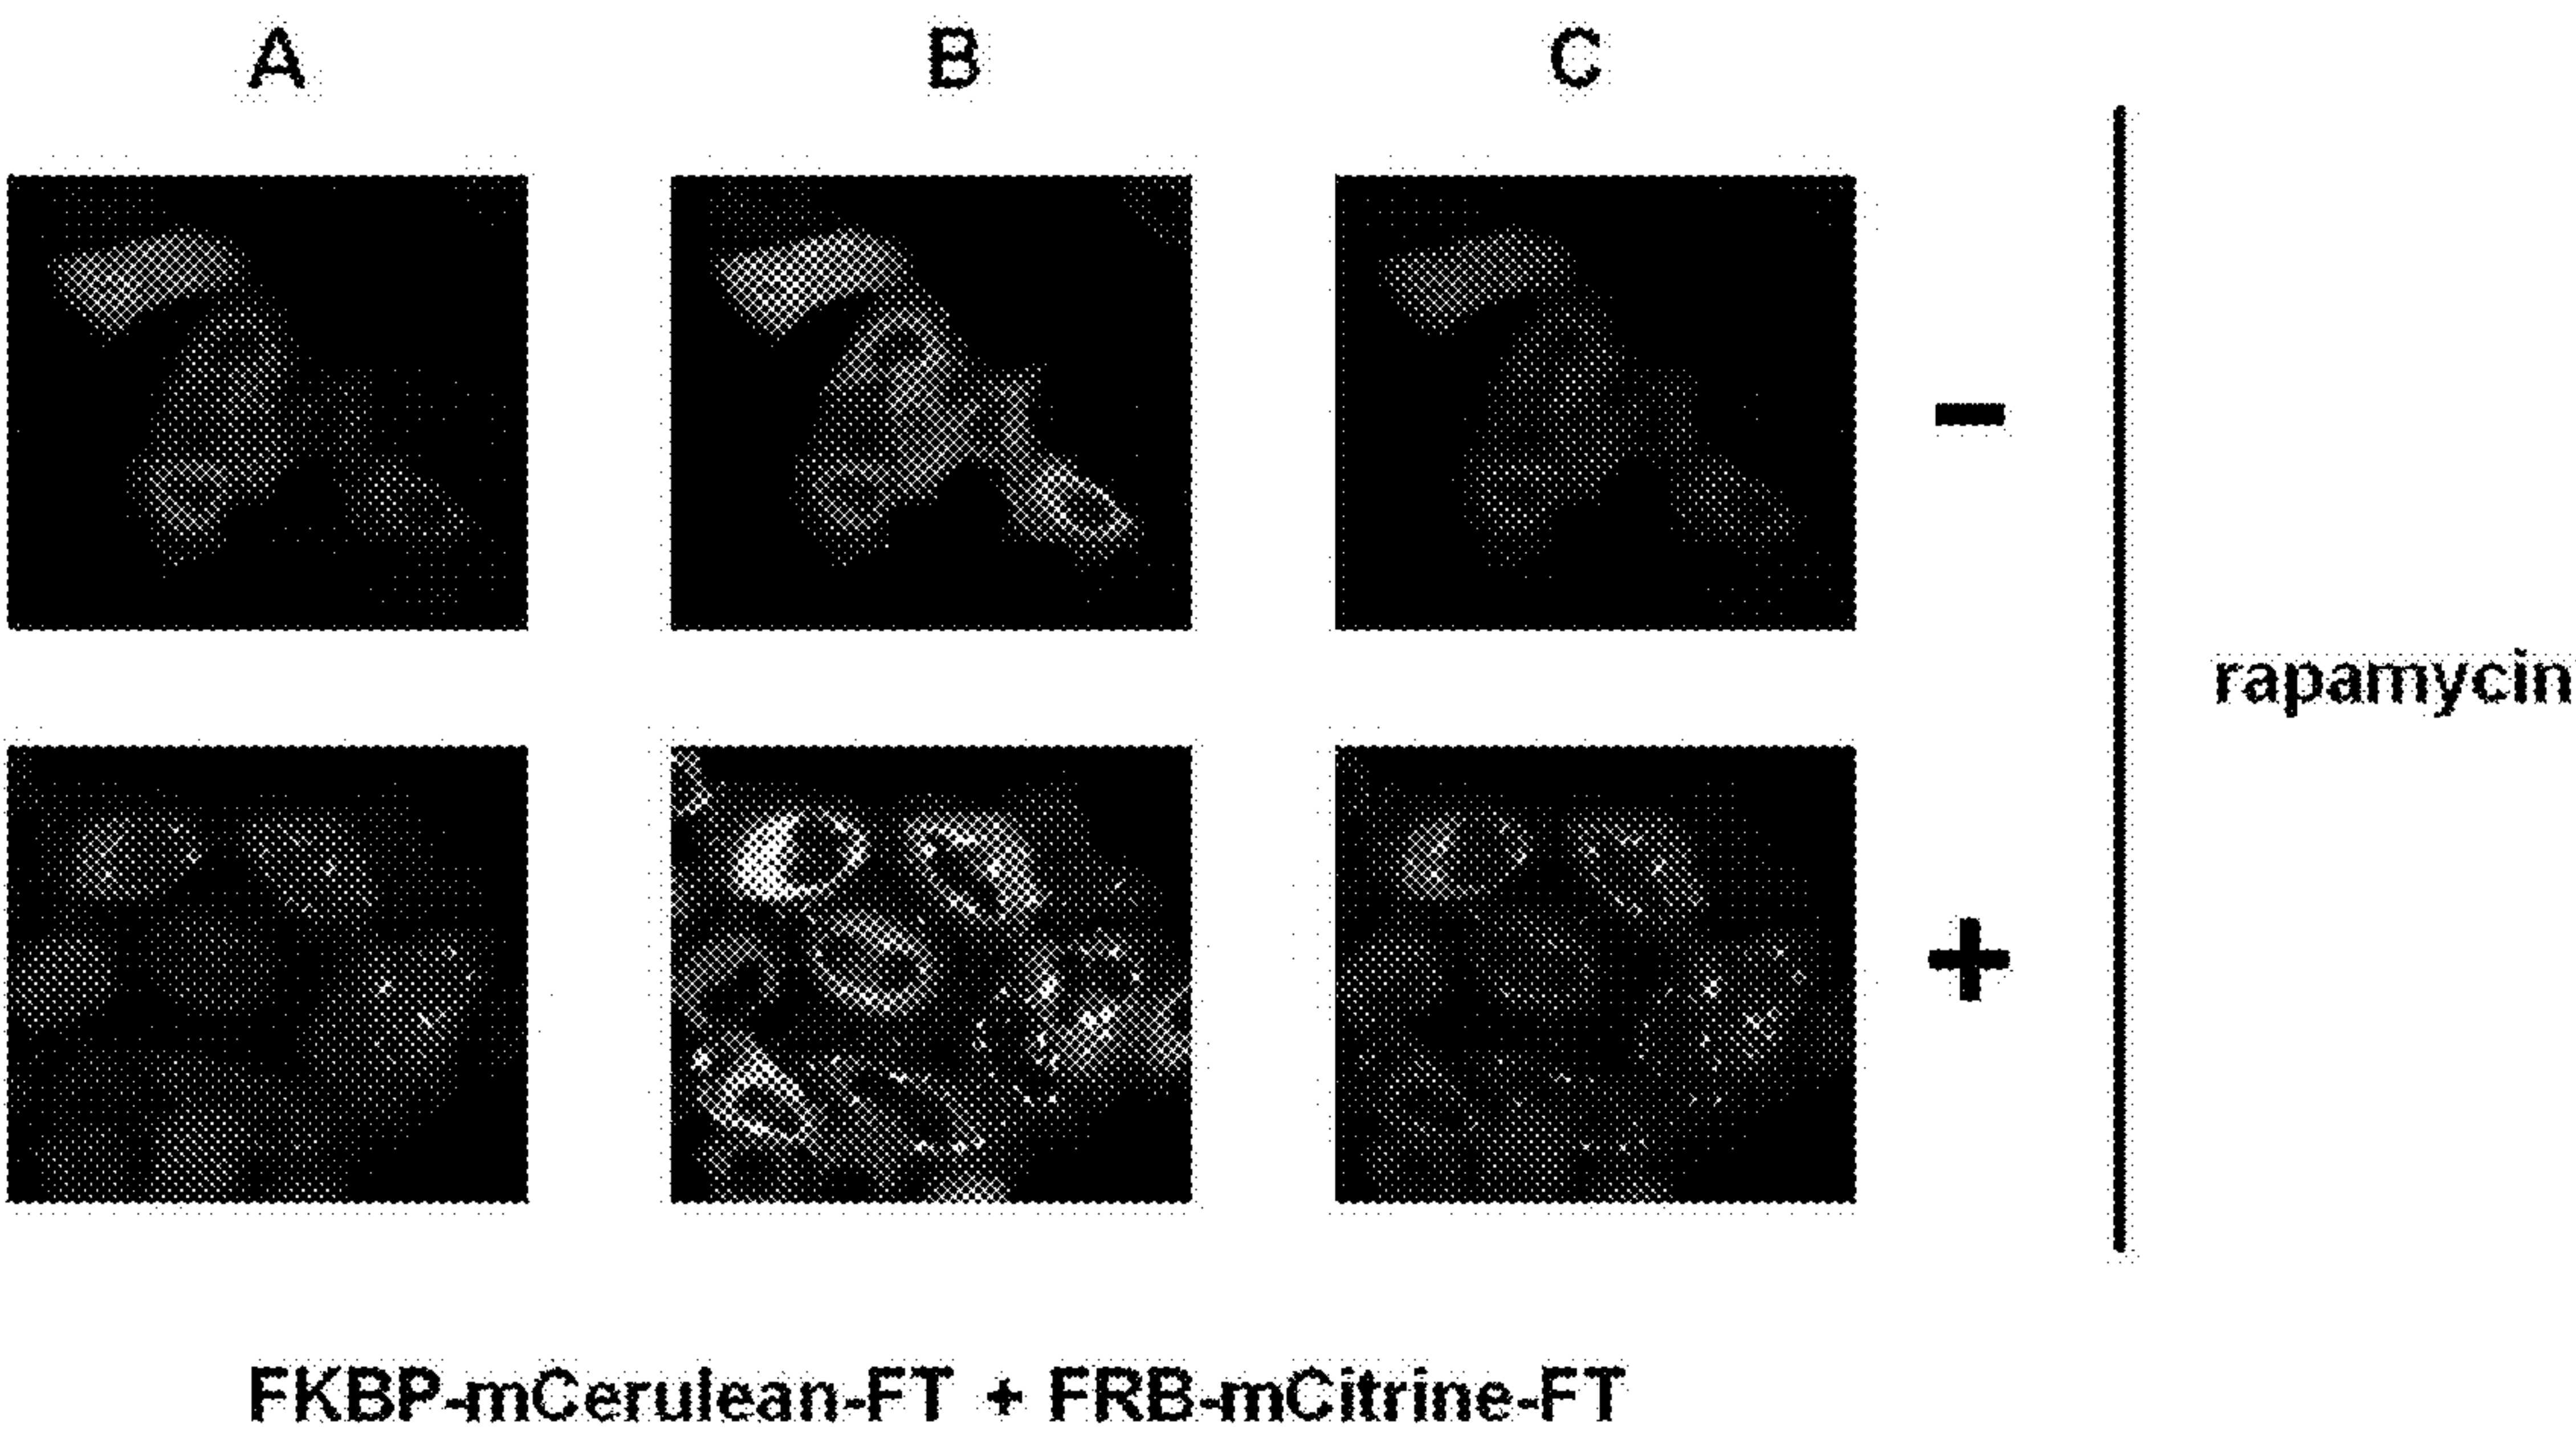 A B C
−
rapamycin
+
FKBP-mCerulean-FT + FRB-mCitrine-FT